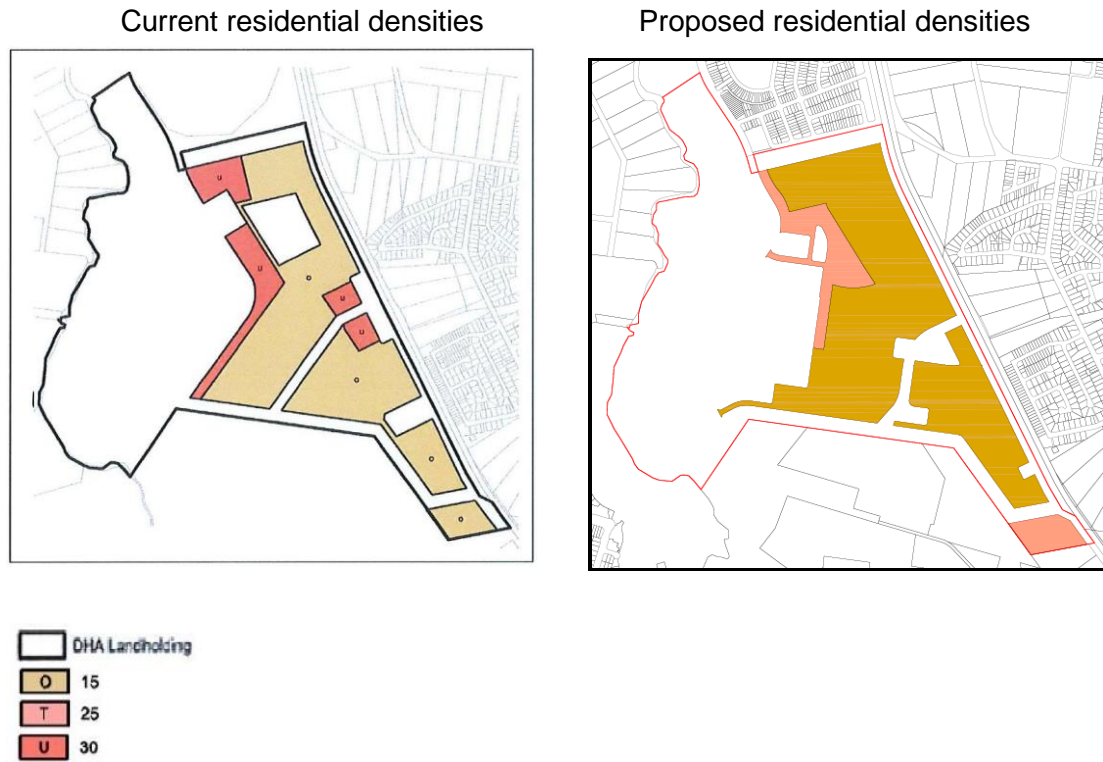 Current residential densities
Proposed residential densities
U
U
O
U
U
O
O
O
DHA Landholding
O 15
T 25
U 30